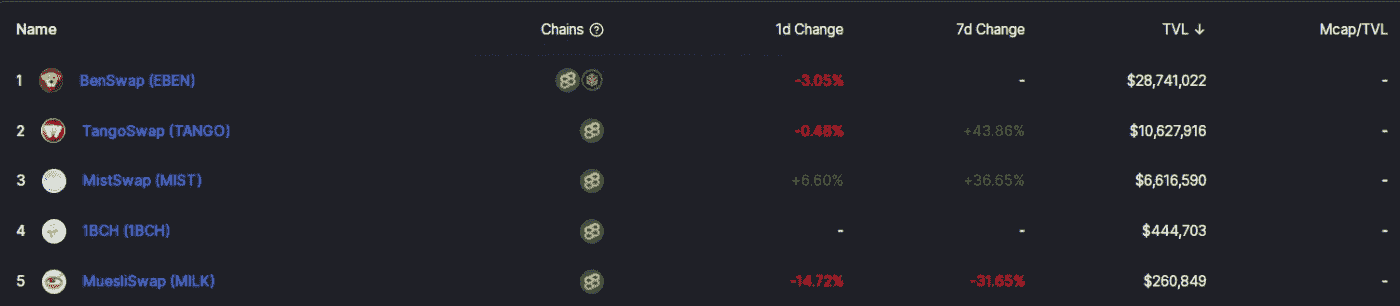 Name Chains ? 1d Change 7d Change TVL ↓ Mcap/TVL
1 BenSwap (EBEN) -3.05% - $28,741,022 -
2 TangoSwap (TANGO) -0.48% +43.86% $10,627,916 -
3 MistSwap (MIST) +6.60% +36.65% $6,616,590 -
4 1BCH (1BCH) - - $444,703 -
5 MuesliSwap (MILK) -14.72% -31.65% $260,849 -